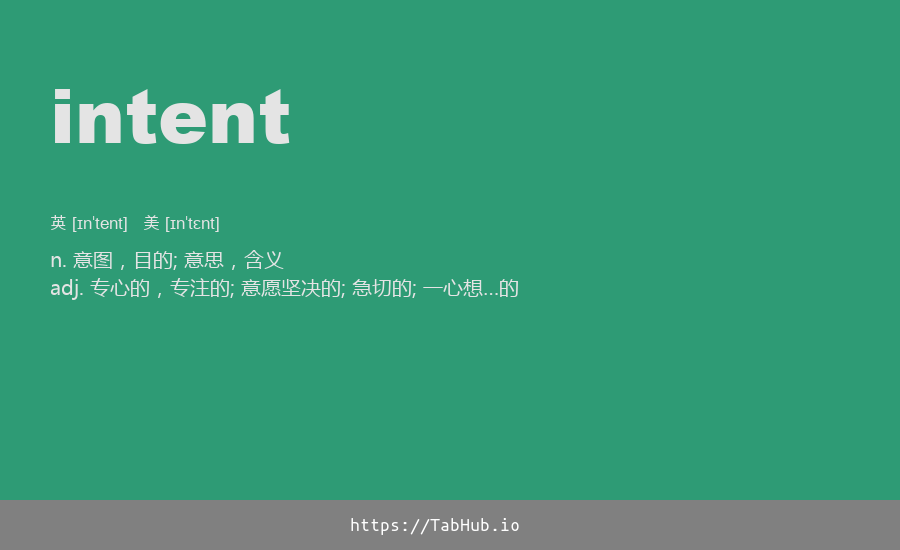 intent
英 [ɪn'tent] 美 [ɪn'tɛnt]
n. 意图，目的; 意思，含义
adj. 专心的，专注的; 意愿坚决的; 急切的; 一心想…的
https://TabHub.io